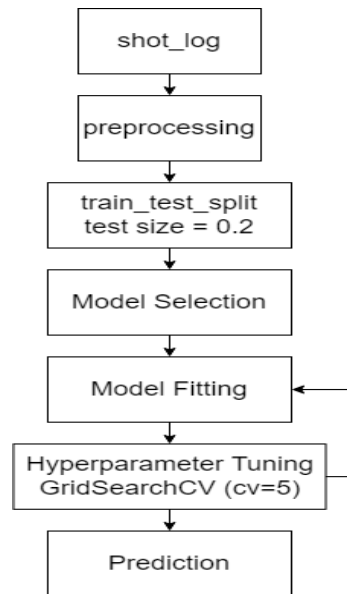 shot_log
preprocessing
train_test_split
test size = 0.2
Model Selection
Model Fitting
Hyperparameter Tuning
GridSearchCV (cv=5)
Prediction